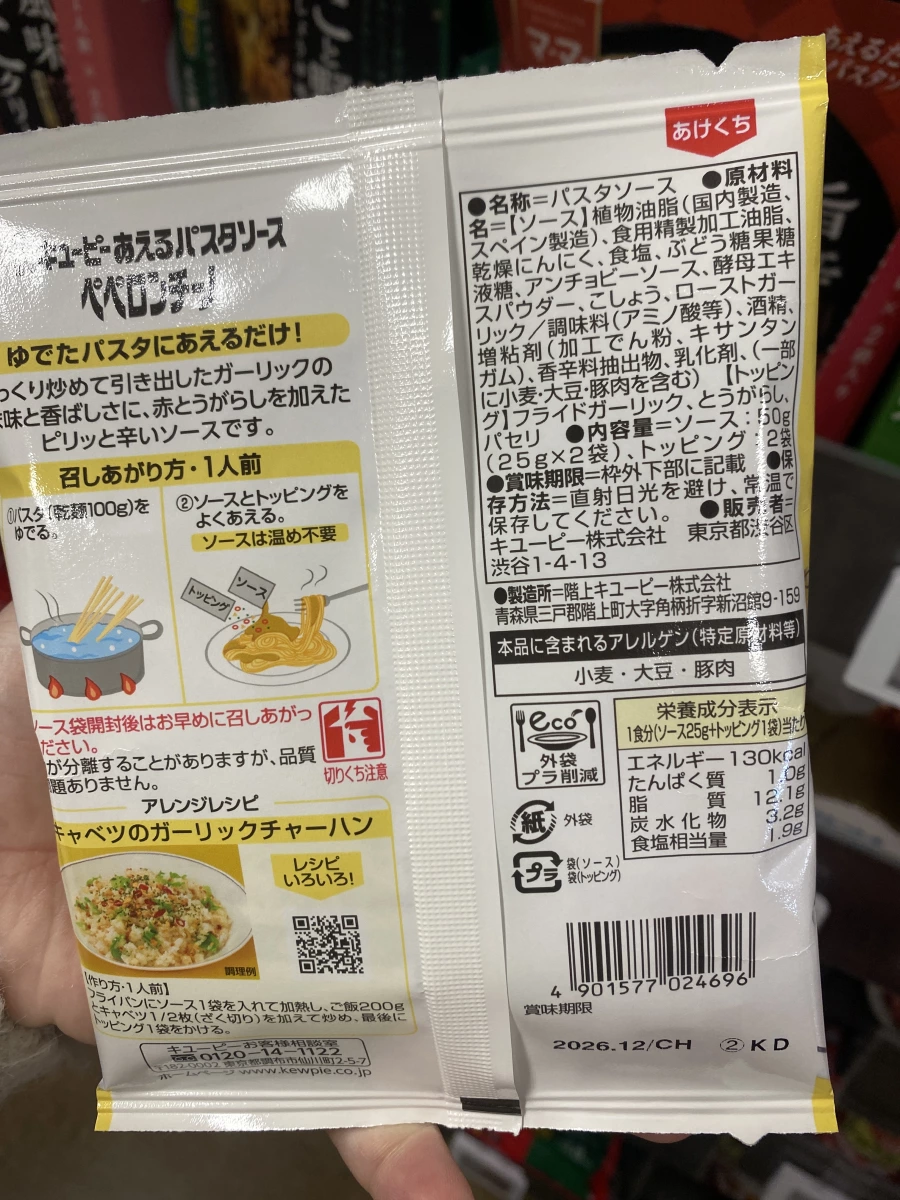 マ・マー
あえるだ
パスタソ
風味
こと
あけくち
キユーピー あえるパスタソース
ペペロンチーノ
ゆでたパスタにあえるだけ!
っくり炒めて引き出したガーリックの
味と香ばしさに、赤とうがらしを加えた
ピリッと辛いソースです。
召しあがり方・1人前
①パスタ(乾麺100g)を
ゆでる。
②ソースとトッピングを
よくあえる。
ソースは温め不要
トッピング
ソース
ソース袋開封後はお早めに召しあがっ
ださい。
が分離することがありますが、品質
題ありません。
切りくち注意
アレンジレシピ
キャベツのガーリックチャーハン
レシピ
いろいろ!
調理例
【作り方・1人前】
フライパンにソース1袋を入れて加熱し、ご飯200g
とキャベツ1/2枚(ざく切り)を加えて炒め、最後に
トッピング1袋をかける。
キユーピーお客様相談室
0120-14-1122
〒182-0002 東京都調布市仙川町2-5-7
ホームページ www.kewpie.co.jp
●名称=パスタソース ●原材料
名=【ソース】植物油脂(国内製造、
スペイン製造)、食用精製加工油脂、
乾燥にんにく、食塩、ぶどう糖果糖
液糖、アンチョビーソース、酵母エキ
スパウダー、こしょう、ローストガー
リック/調味料(アミノ酸等)、酒精、
増粘剤(加工でん粉、キサンタン
ガム)、香辛料抽出物、乳化剤、(一部
に小麦・大豆・豚肉を含む) 【トッピン
グ】フライドガーリック、とうがらし、
パセリ ●内容量=ソース:50g
(25g×2袋)、トッピング:2袋
●賞味期限=枠外下部に記載 ●保
存方法=直射日光を避け、常温で
保存してください。 ●販売者=
キユーピー株式会社 東京都渋谷区
渋谷1-4-13
●製造所=階上キユーピー株式会社
青森県三戸郡階上町大字角柄折字新沼館9-159
本品に含まれるアレルゲン(特定原材料等)
小麦・大豆・豚肉
eco
外袋
プラ削減
紙 外袋
プラ 袋(ソース)
袋(トッピング)
栄養成分表示
1食分(ソース25g+トッピング1袋)当たり
エネルギー 130kcal
たんぱく質 1.0g
脂質 12.1g
炭水化物 3.2g
食塩相当量 1.9g
4 901577 024696
賞味期限
2026.12/CH ②KD